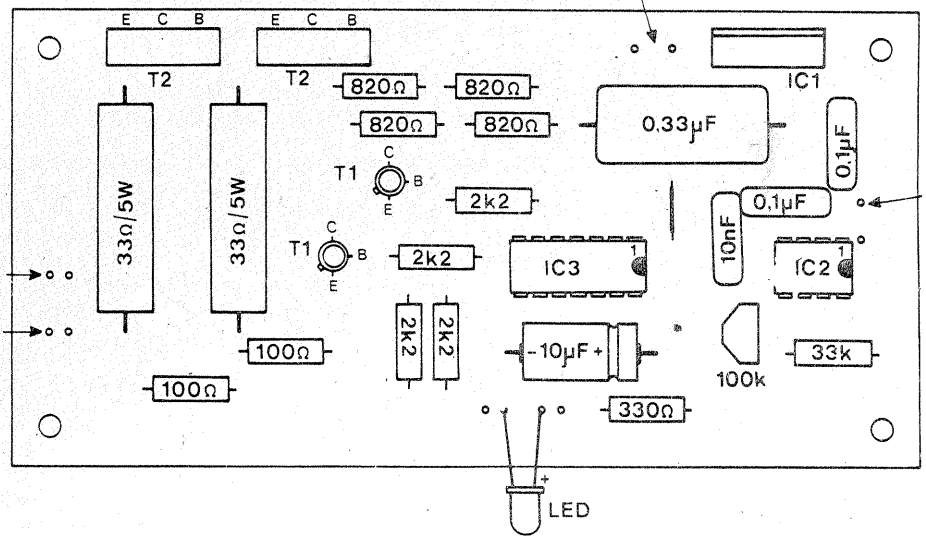 E C B
E C B
T2
T2
IC1
820Ω
820Ω
820Ω
820Ω
0,33µF
0,1µF
33Ω/5W
33Ω/5W
C
T1
B
E
2k2
0,1µF
10nF
C
T1
B
E
2k2
1
IC3
1
IC2
2k2
2k2
-10µF+
100k
33k
100Ω
100Ω
330Ω
+
LED